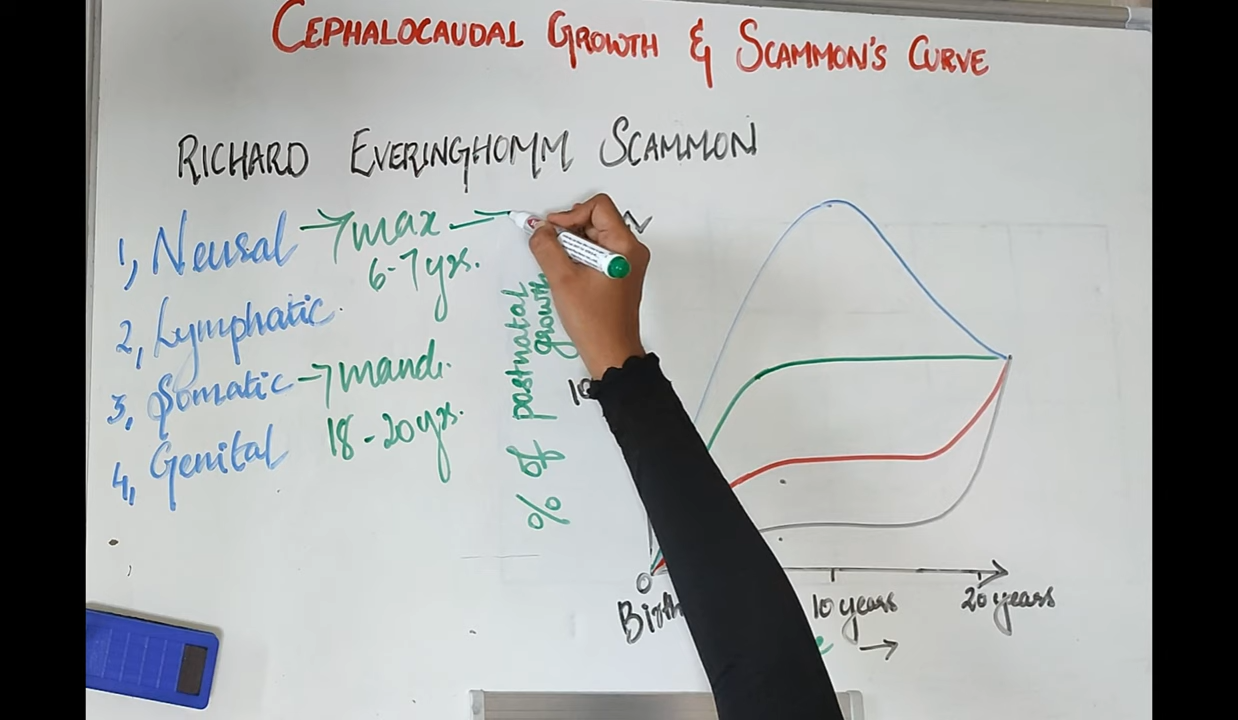 CEPHALOCAUDAL GROWTH & SCAMMON'S CURVE
RICHARD EVERINGHOMM SCAMMON
1, Neural → max
6-7 yrs.
2, Lymphatic.
3, Somatic → mand.
18-20 yrs.
4, Genital
% of postnatal
growth
0
Birth
10 years
20 years